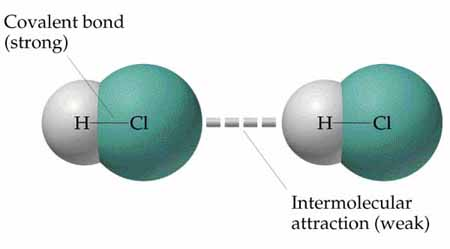 Covalent bond
(strong)
H Cl
H Cl
Intermolecular
attraction (weak)